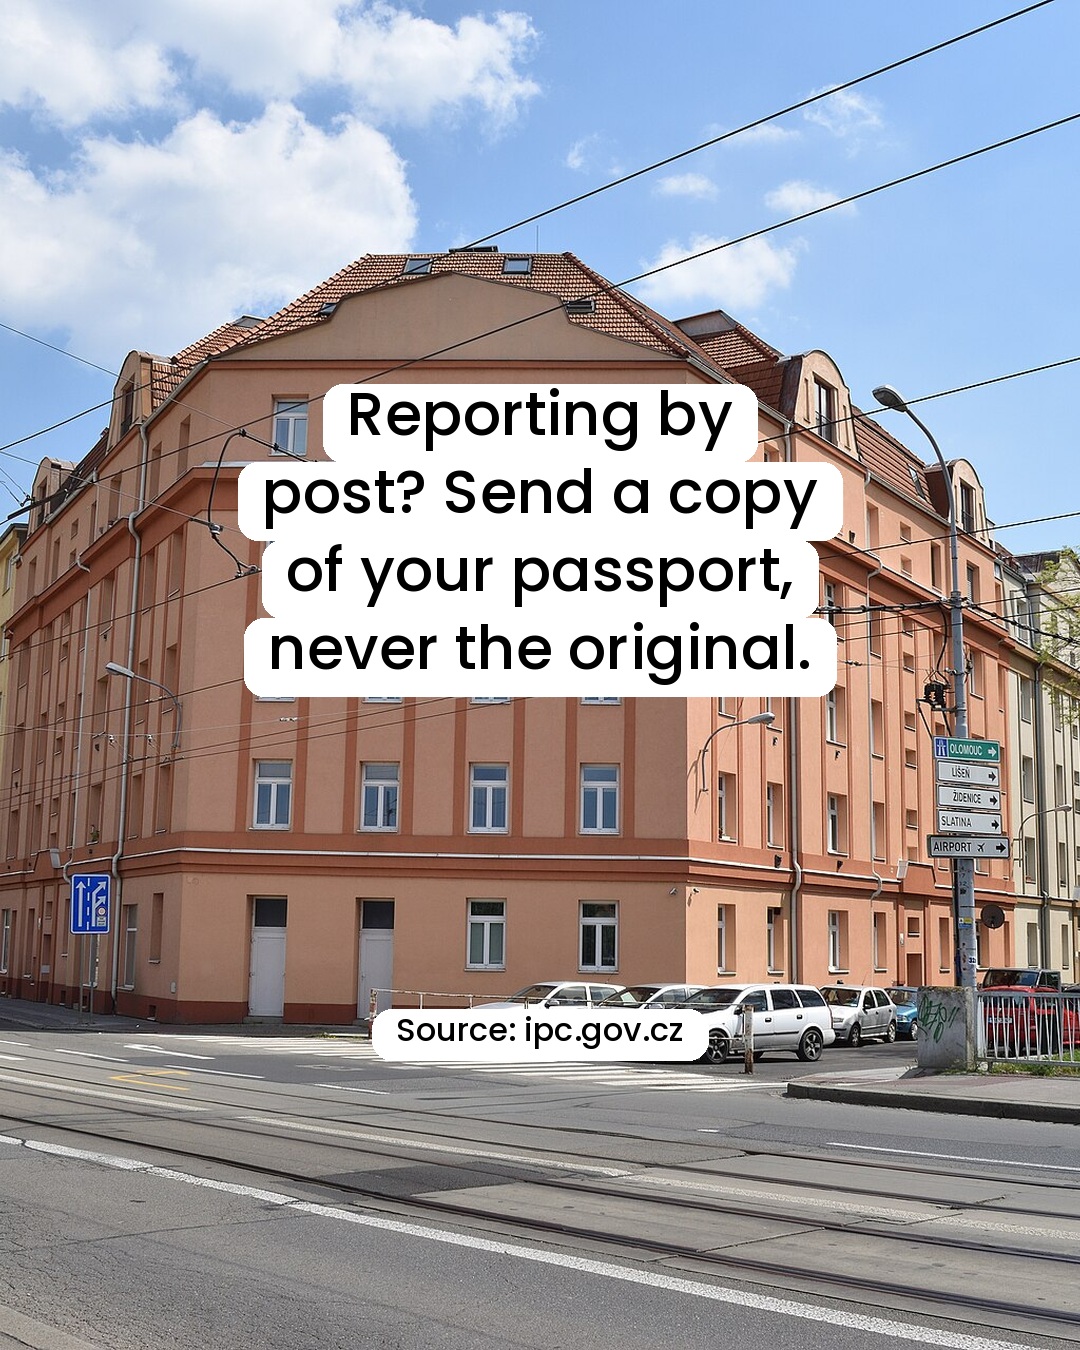 Reporting by
post? Send a copy
of your passport,
never the original.
OLOMOUC
LÍŠEŇ
ŽIDENICE
SLATINA
AIRPORT
Source: ipc.gov.cz